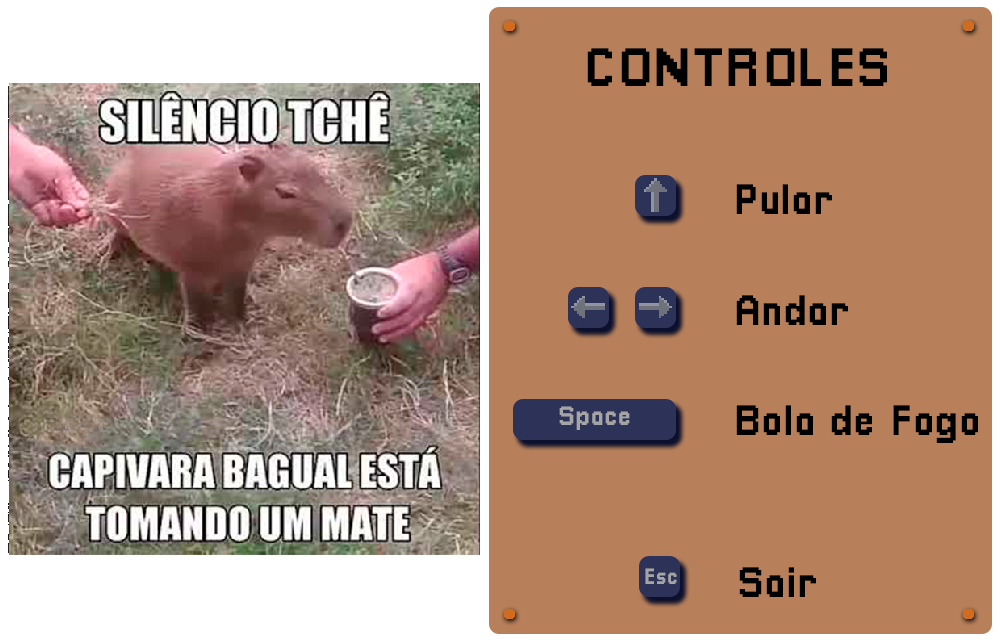 SILÊNCIO TCHÊ
CAPIVARA BAGUAL ESTÁ
TOMANDO UM MATE
CONTROLES
Pular
Andar
Space Bola de Fogo
Esc Sair